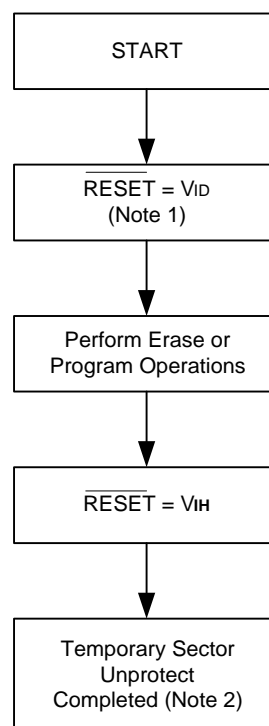 START
RESET = VID
(Note 1)
Perform Erase or
Program Operations
RESET = VIH
Temporary Sector
Unprotect
Completed (Note 2)